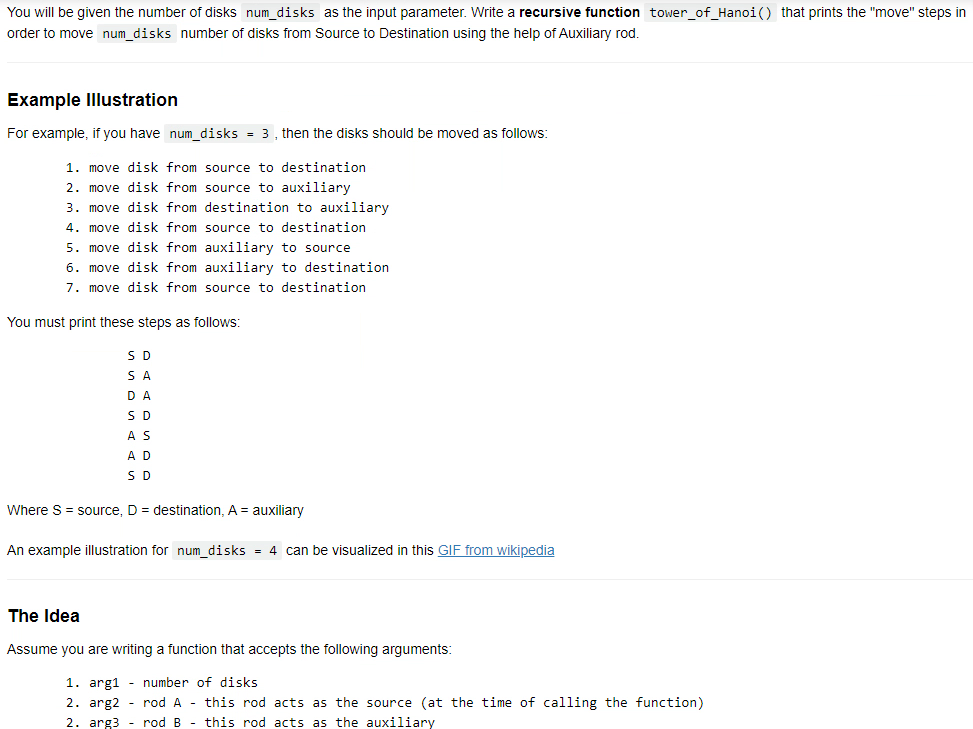 You will be given the number of disks num_disks as the input parameter. Write a recursive function tower_of_Hanoi() that prints the "move" steps in
order to move num_disks number of disks from Source to Destination using the help of Auxiliary rod.
Example Illustration
For example, if you have num_disks = 3, then the disks should be moved as follows:
1. move disk from source to destination
2. move disk from source to auxiliary
3. move disk from destination to auxiliary
4. move disk from source to destination
5. move disk from auxiliary to source
6. move disk from auxiliary to destination
7. move disk from source to destination
You must print these steps as follows:
S D
S A
D A
S D
A S
A D
S D
Where S = source, D = destination, A = auxiliary
An example illustration for num_disks = 4 can be visualized in this GIF from wikipedia
The Idea
Assume you are writing a function that accepts the following arguments:
1. arg1 - number of disks
2. arg2 - rod A - this rod acts as the source (at the time of calling the function)
2. arg3 - rod B - this rod acts as the auxiliary